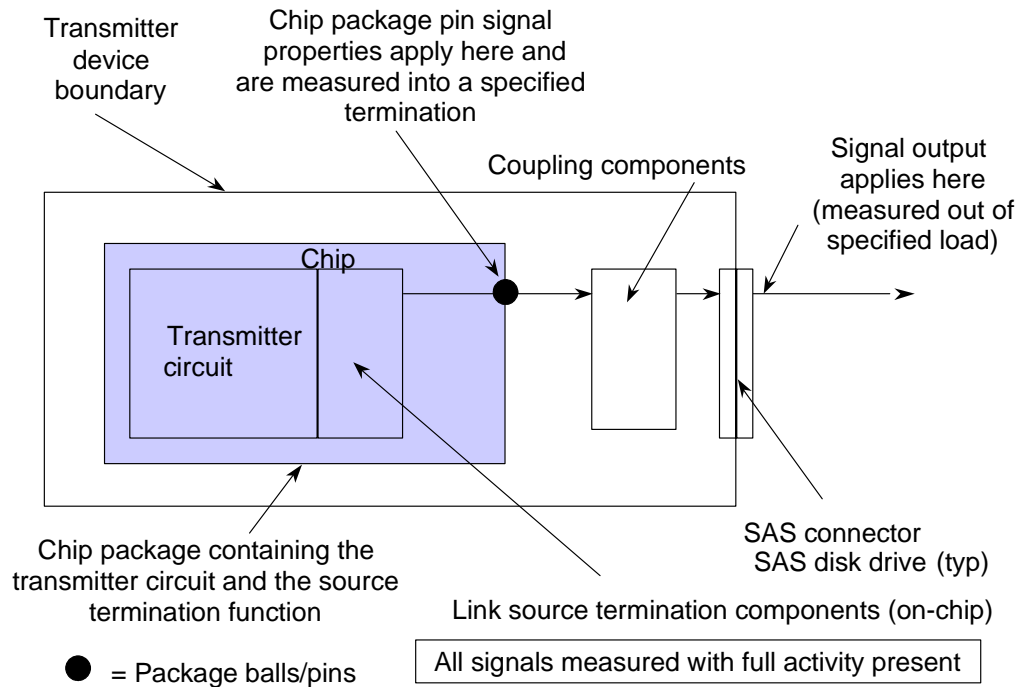 Transmitter
device
boundary
Chip package pin signal
properties apply here and
are measured into a specified
termination
Coupling components
Signal output
applies here
(measured out of
specified load)
Chip
Transmitter
circuit
SAS connector
SAS disk drive (typ)
Chip package containing the
transmitter circuit and the source
termination function
Link source termination components (on-chip)
= Package balls/pins
All signals measured with full activity present